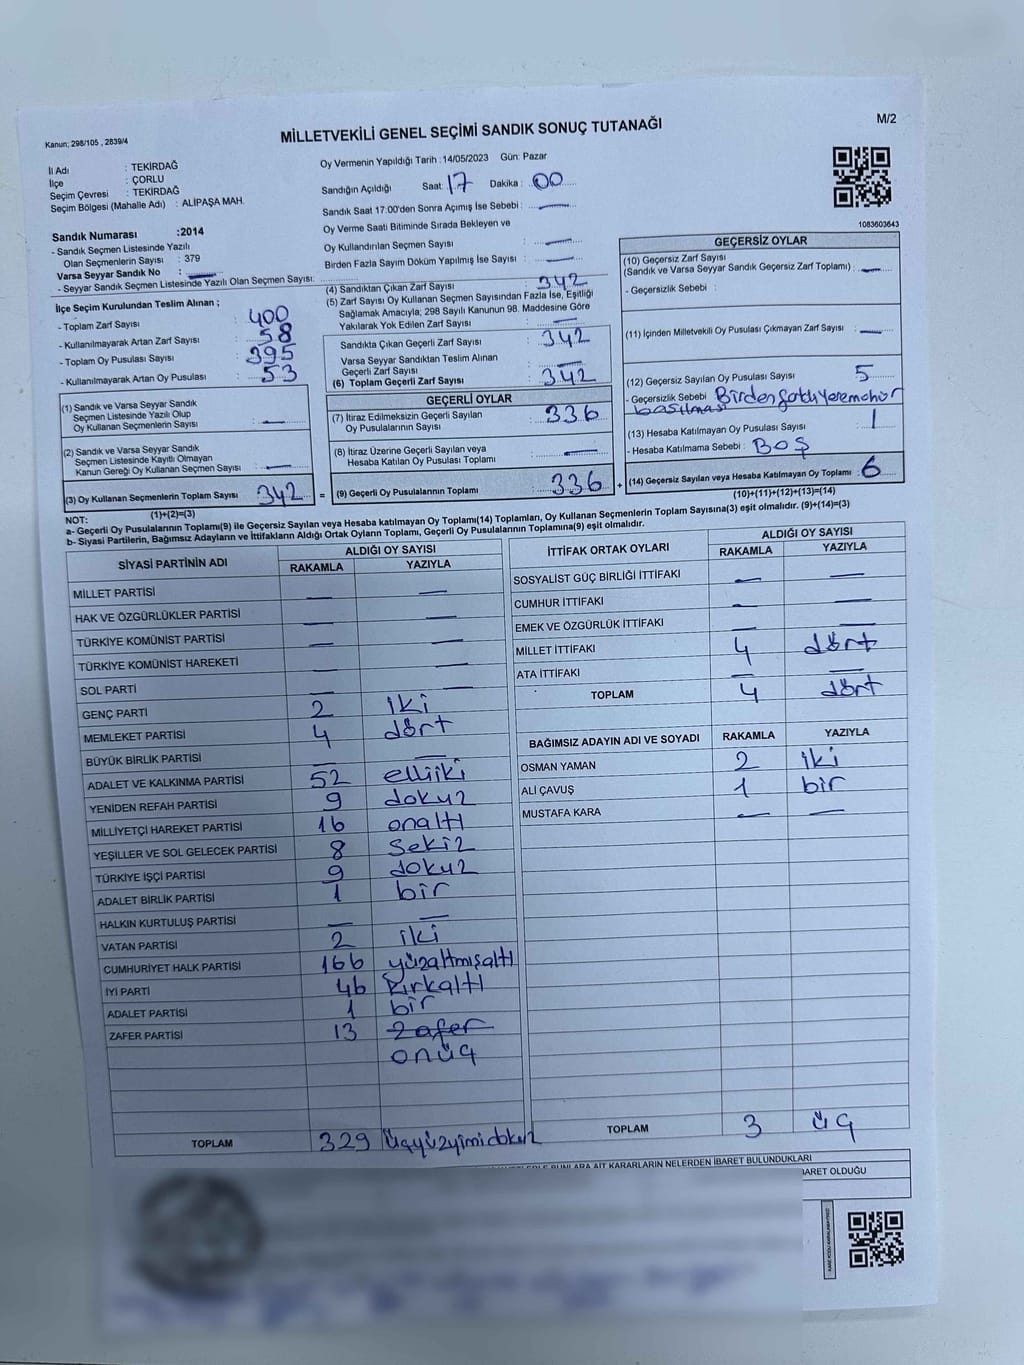 Kanun; 298/105 , 2839/4
MİLLETVEKİLİ GENEL SEÇİMİ SANDIK SONUÇ TUTANAĞI
M/2
İl Adı : TEKİRDAĞ
İlçe : ÇORLU
Seçim Çevresi : TEKİRDAĞ
Seçim Bölgesi (Mahalle Adı) : ALİPAŞA MAH.
Sandık Numarası :2014
- Sandık Seçmen Listesinde Yazılı
Olan Seçmenlerin Sayısı : 379
Varsa Seyyar Sandık No : —
- Seyyar Sandık Seçmen Listesinde Yazılı Olan Seçmen Sayısı:
İlçe Seçim Kurulundan Teslim Alınan ;
- Toplam Zarf Sayısı : 400
- Kullanılmayarak Artan Zarf Sayısı : 58
- Toplam Oy Pusulası Sayısı : 395
- Kullanılmayarak Artan Oy Pusulası : 53
(1) Sandık ve Varsa Seyyar Sandık
Seçmen Listesinde Yazılı Olup
Oy Kullanan Seçmenlerin Sayısı : —
(2) Sandık ve Varsa Seyyar Sandık
Seçmen Listesinde Kayıtlı Olmayan
Kanun Gereği Oy Kullanan Seçmen Sayısı : —
(3) Oy Kullanan Seçmenlerin Toplam Sayısı : 342 =
(1)+(2)=(3)
Oy Vermenin Yapıldığı Tarih : 14/05/2023 Gün: Pazar
Sandığın Açıldığı Saat: 17 Dakika : 00
Sandık Saat 17:00'den Sonra Açımış İse Sebebi : —
Oy Verme Saati Bitiminde Sırada Bekleyen ve
Oy Kullandırılan Seçmen Sayısı : —
Birden Fazla Sayım Döküm Yapılmış İse Sayısı : —
(4) Sandıktan Çıkan Zarf Sayısı : 342
(5) Zarf Sayısı Oy Kullanan Seçmen Sayısından Fazla İse, Eşitliği
Sağlamak Amacıyla; 298 Sayılı Kanunun 98. Maddesine Göre
Yakılarak Yok Edilen Zarf Sayısı : —
Sandıkta Çıkan Geçerli Zarf Sayısı : 342
Varsa Seyyar Sandıktan Teslim Alınan
Geçerli Zarf Sayısı : —
(6) Toplam Geçerli Zarf Sayısı : 342
GEÇERLİ OYLAR
(7) İtiraz Edilmeksizin Geçerli Sayılan
Oy Pusulalarının Sayısı : 336
(8) İtiraz Üzerine Geçerli Sayılan veya
Hesaba Katılan Oy Pusulası Toplamı : —
(9) Geçerli Oy Pusulalarının Toplamı : 336 +
1083603643
GEÇERSİZ OYLAR
(10) Geçersiz Zarf Sayısı
(Sandık ve Varsa Seyyar Sandık Geçersiz Zarf Toplamı) : —
- Geçersizlik Sebebi :
(11) İçinden Milletvekili Oy Pusulası Çıkmayan Zarf Sayısı : —
(12) Geçersiz Sayılan Oy Pusulası Sayısı : 5
- Geçersizlik Sebebi : Birden fazla yere mühür
basılması
(13) Hesaba Katılmayan Oy Pusulası Sayısı : 1
- Hesaba Katılmama Sebebi : BOŞ
(14) Geçersiz Sayılan veya Hesaba Katılmayan Oy Toplamı : 6
(10)+(11)+(12)+(13)=(14)
NOT:
a- Geçerli Oy Pusulalarının Toplamı(9) ile Geçersiz Sayılan veya Hesaba katılmayan Oy Toplamı(14) Toplamları, Oy Kullanan Seçmenlerin Toplam Sayısına(3) eşit olmalıdır. (9)+(14)=(3)
b- Siyasi Partilerin, Bağımsız Adayların ve İttifakların Aldığı Ortak Oyların Toplamı, Geçerli Oy Pusulalarının Toplamına(9) eşit olmalıdır.
SİYASİ PARTİNİN ADI ALDIĞI OY SAYISI
RAKAMLA YAZIYLA
MİLLET PARTİSİ — —
HAK VE ÖZGÜRLÜKLER PARTİSİ — —
TÜRKİYE KOMÜNİST PARTİSİ — —
TÜRKİYE KOMÜNİST HAREKETİ — —
SOL PARTİ — —
GENÇ PARTİ 2 iki
MEMLEKET PARTİSİ 4 dört
BÜYÜK BİRLİK PARTİSİ — —
ADALET VE KALKINMA PARTİSİ 52 elliiki
YENİDEN REFAH PARTİSİ 9 dokuz
MİLLİYETÇİ HAREKET PARTİSİ 16 onaltı
YEŞİLLER VE SOL GELECEK PARTİSİ 8 sekiz
TÜRKİYE İŞÇİ PARTİSİ 9 dokuz
ADALET BİRLİK PARTİSİ 1 bir
HALKIN KURTULUŞ PARTİSİ — —
VATAN PARTİSİ 2 iki
CUMHURİYET HALK PARTİSİ 166 yüzaltmışaltı
İYİ PARTİ 46 kırkaltı
ADALET PARTİSİ 1 bir
ZAFER PARTİSİ 13 zafer
onüç
TOPLAM 329 üçyüzyimidokuz
İTTİFAK ORTAK OYLARI ALDIĞI OY SAYISI
RAKAMLA YAZIYLA
SOSYALİST GÜÇ BİRLİĞİ İTTİFAKI — —
CUMHUR İTTİFAKI — —
EMEK VE ÖZGÜRLÜK İTTİFAKI — —
MİLLET İTTİFAKI 4 dört
ATA İTTİFAKI — —
TOPLAM 4 dört
BAĞIMSIZ ADAYIN ADI VE SOYADI RAKAMLA YAZIYLA
OSMAN YAMAN 2 iki
ALİ ÇAVUŞ 1 bir
MUSTAFA KARA — —
TOPLAM 3 üç
BUNLARA AİT KARARLARIN NELERDEN İBARET BULUNDUKLARI
İBARET OLDUĞU